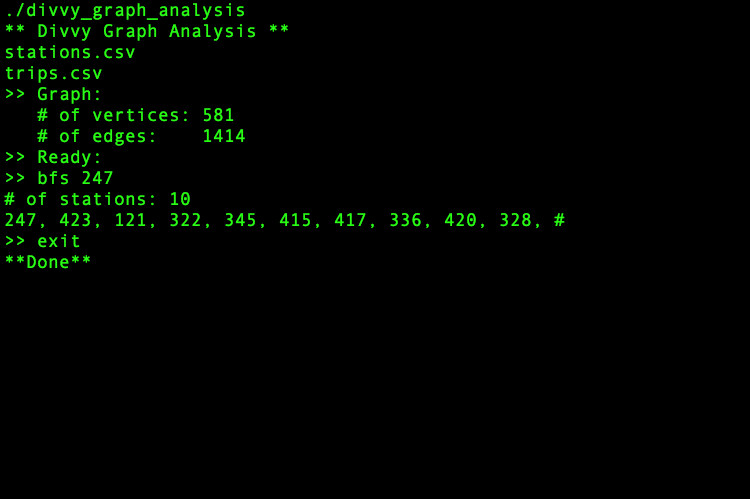 ./divvy_graph_analysis
** Divvy Graph Analysis **
stations.csv
trips.csv
>> Graph:
   # of vertices: 581
   # of edges:    1414
>> Ready:
>> bfs 247
# of stations: 10
247, 423, 121, 322, 345, 415, 417, 336, 420, 328, #
>> exit
**Done**